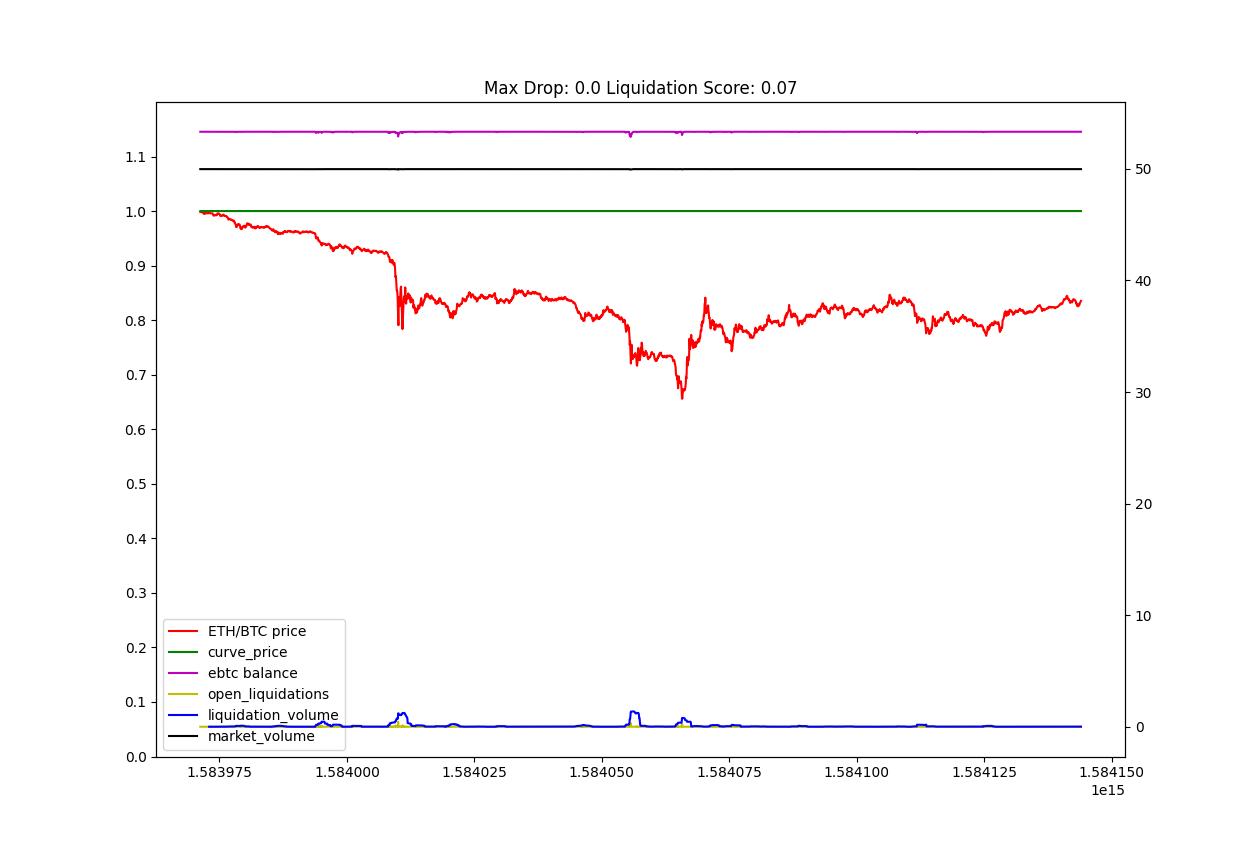 Max Drop: 0.0 Liquidation Score: 0.07
1.1
1.0
0.9
0.8
0.7
0.6
0.5
0.4
0.3
0.2
0.1
0.0
50
40
30
20
10
0
ETH/BTC price
curve_price
ebtc balance
open_liquidations
liquidation_volume
market_volume
1.583975 1.584000 1.584025 1.584050 1.584075 1.584100 1.584125 1.584150
1e15